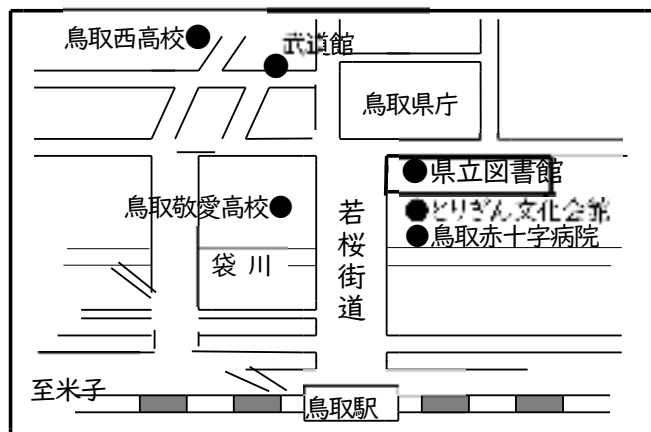 鳥取西高校
武道館
鳥取県庁
県立図書館
鳥取敬愛高校
とりぎん文化会館
鳥取赤十字病院
若桜街道
袋川
至米子
鳥取駅